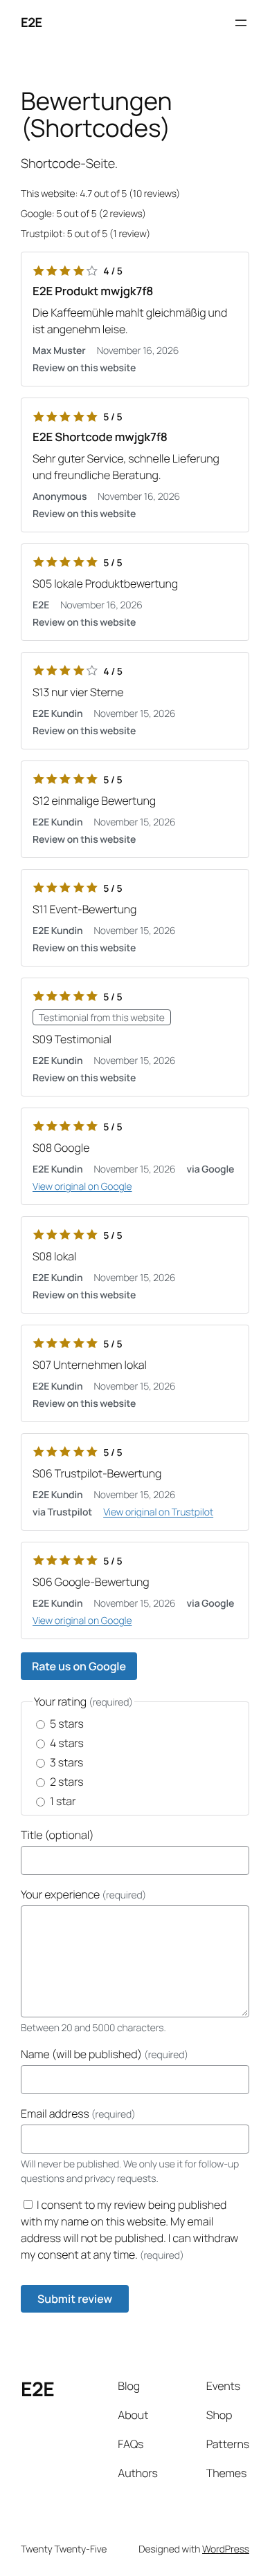 E2E
Bewertungen
(Shortcodes)
Shortcode-Seite.
This website: 4.7 out of 5 (10 reviews)
Google: 5 out of 5 (2 reviews)
Trustpilot: 5 out of 5 (1 review)
4 / 5
E2E Produkt mwjgk7f8
Die Kaffeemühle mahlt gleichmäßig und
ist angenehm leise.
Max Muster November 16, 2026
Review on this website
5 / 5
E2E Shortcode mwjgk7f8
Sehr guter Service, schnelle Lieferung
und freundliche Beratung.
Anonymous November 16, 2026
Review on this website
5 / 5
S05 lokale Produktbewertung
E2E November 16, 2026
Review on this website
4 / 5
S13 nur vier Sterne
E2E Kundin November 15, 2026
Review on this website
5 / 5
S12 einmalige Bewertung
E2E Kundin November 15, 2026
Review on this website
5 / 5
S11 Event-Bewertung
E2E Kundin November 15, 2026
Review on this website
5 / 5
Testimonial from this website
S09 Testimonial
E2E Kundin November 15, 2026
Review on this website
5 / 5
S08 Google
E2E Kundin November 15, 2026 via Google
View original on Google
5 / 5
S08 lokal
E2E Kundin November 15, 2026
Review on this website
5 / 5
S07 Unternehmen lokal
E2E Kundin November 15, 2026
Review on this website
5 / 5
S06 Trustpilot-Bewertung
E2E Kundin November 15, 2026
via Trustpilot View original on Trustpilot
5 / 5
S06 Google-Bewertung
E2E Kundin November 15, 2026 via Google
View original on Google
Rate us on Google
Your rating (required)
5 stars
4 stars
3 stars
2 stars
1 star
Title (optional)
Your experience (required)
Between 20 and 5000 characters.
Name (will be published) (required)
Email address (required)
Will never be published. We only use it for follow-up
questions and privacy requests.
I consent to my review being published
with my name on this website. My email
address will not be published. I can withdraw
my consent at any time. (required)
Submit review
E2E
Blog
About
FAQs
Authors
Events
Shop
Patterns
Themes
Twenty Twenty-Five
Designed with WordPress